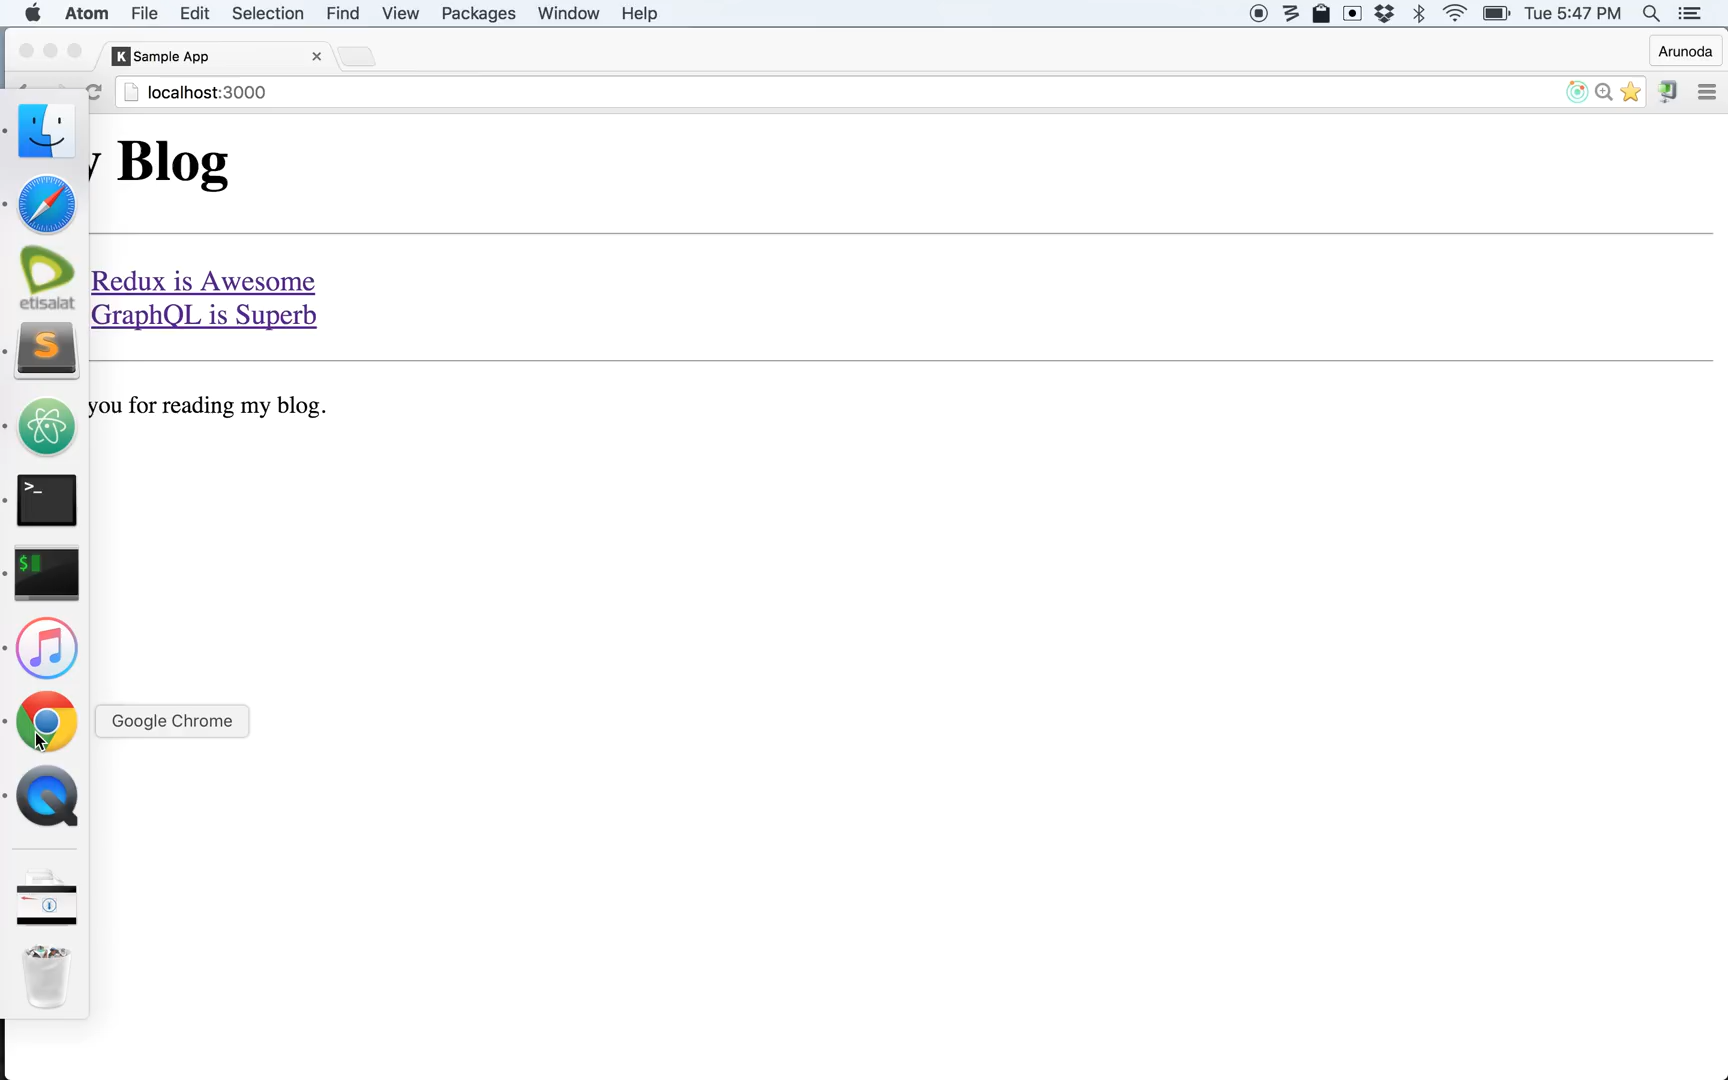 Atom File Edit Selection Find View Packages Window Help Tue 5:47 PM
K Sample App
Arunoda
localhost:3000
y Blog
Redux is Awesome
GraphQL is Superb
you for reading my blog.
etisalat
S
>_
$
Google Chrome